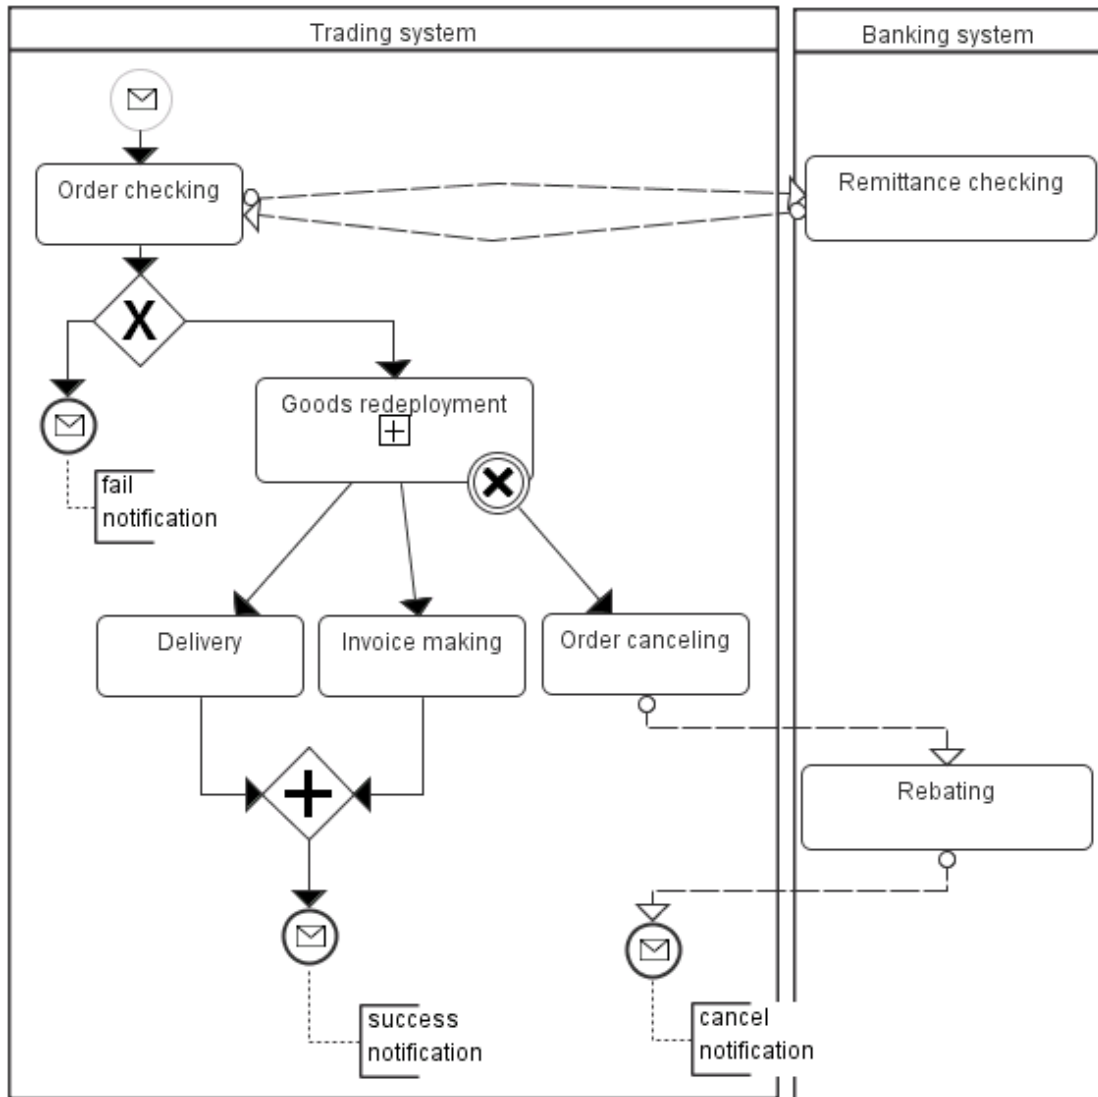 Trading system
Banking system
Order checking
Remittance checking
X
Goods redeployment
fail
notification
Delivery
Invoice making
Order canceling
Rebating
success
notification
cancel
notification